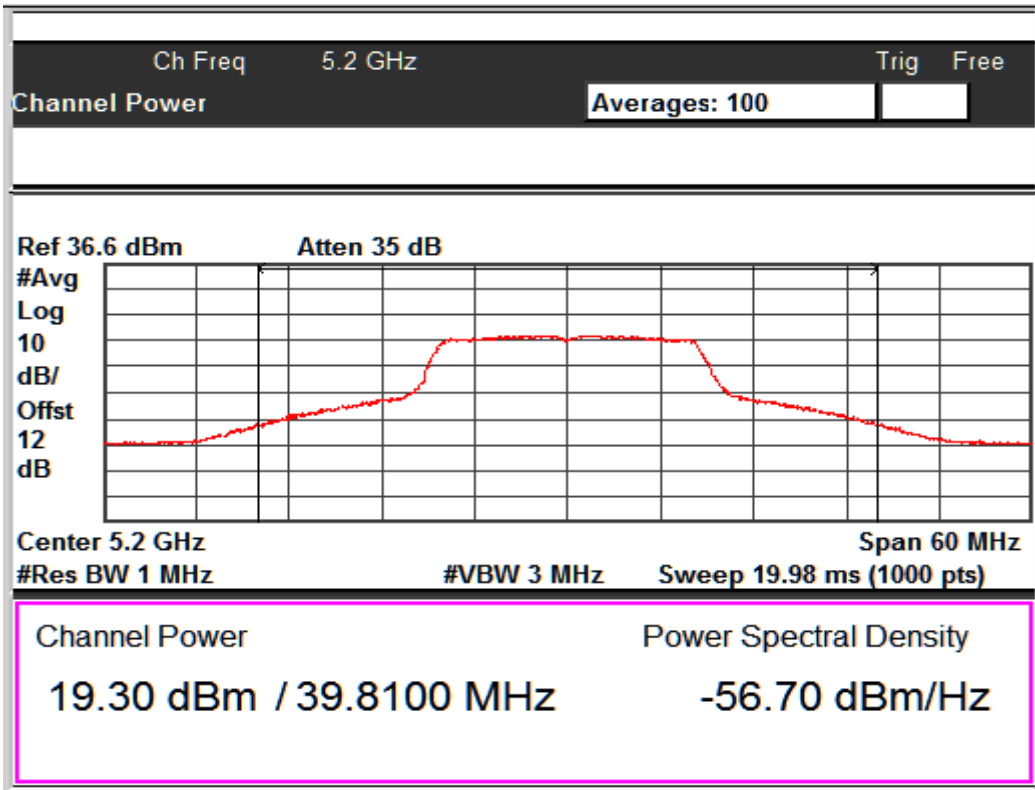 Ch Freq 5.2 GHz Trig Free
Channel Power Averages: 100
Ref 36.6 dBm Atten 35 dB
#Avg
Log
10
dB/
Offst
12
dB
Center 5.2 GHz Span 60 MHz
#Res BW 1 MHz #VBW 3 MHz Sweep 19.98 ms (1000 pts)
Channel Power Power Spectral Density
19.30 dBm / 39.8100 MHz -56.70 dBm/Hz